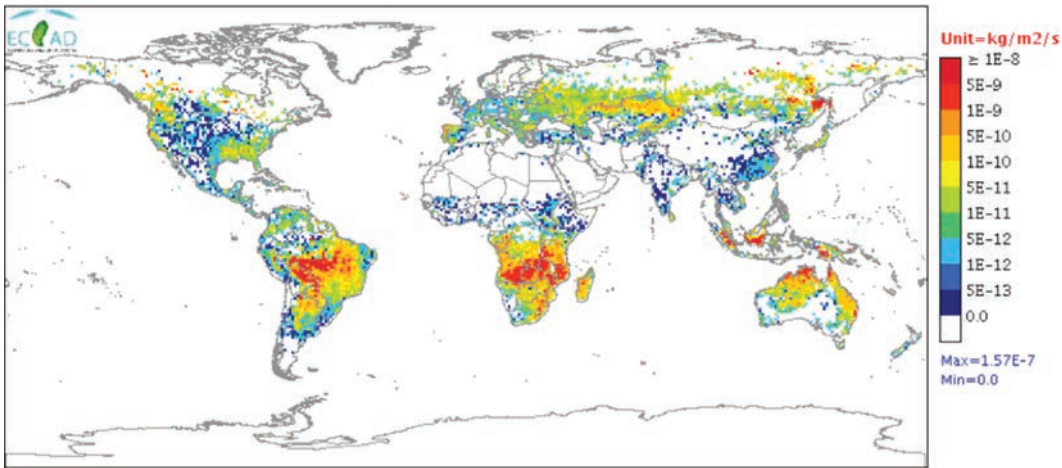 ECCAD
Unit=kg/m2/s
≥ 1E-8
5E-9
1E-9
5E-10
1E-10
5E-11
1E-11
5E-12
1E-12
5E-13
0.0
Max=1.57E-7
Min=0.0